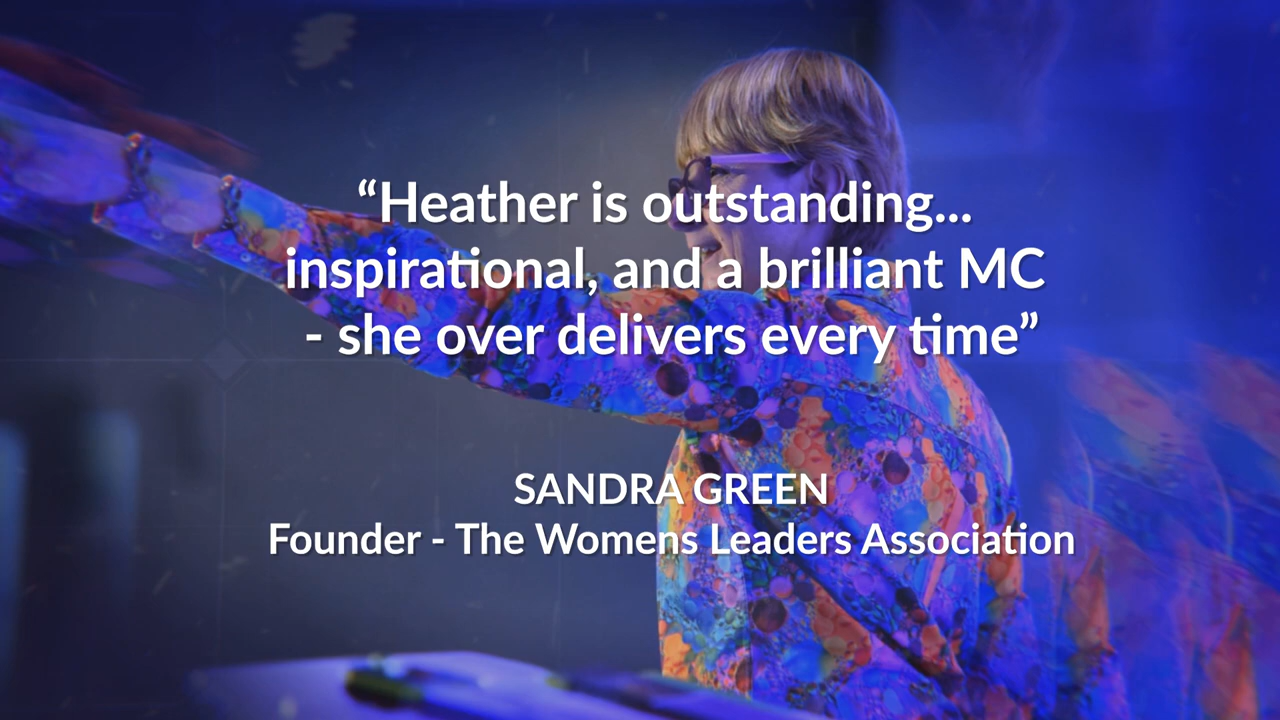 “Heather is outstanding...
inspirational, and a brilliant MC
- she over delivers every time”
SANDRA GREEN
Founder - The Womens Leaders Association